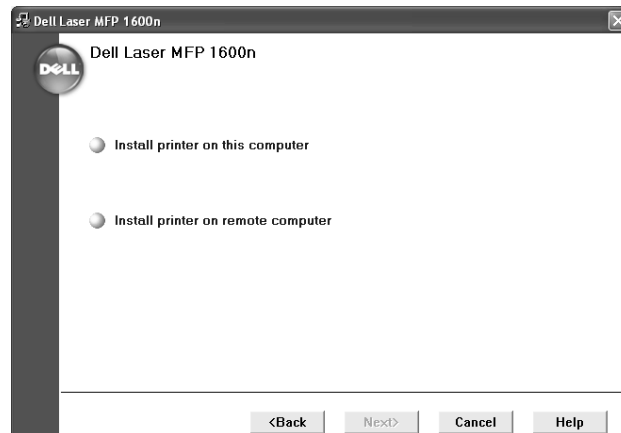 Dell Laser MFP 1600n
DELL
Dell Laser MFP 1600n
Install printer on this computer
Install printer on remote computer
<Back Next> Cancel Help